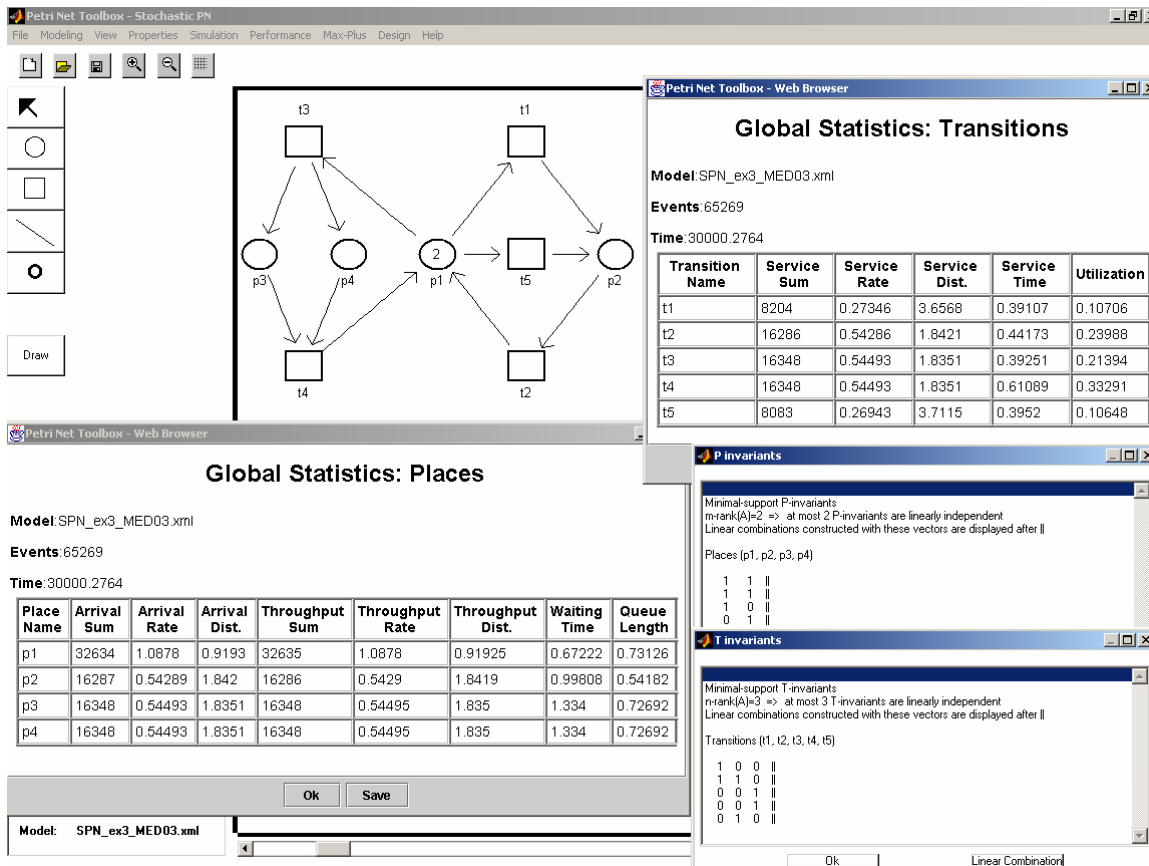 Petri Net Toolbox - Stochastic PN
File Modeling View Properties Simulation Performance Max-Plus Design Help
Draw
t3
t1
p3
p4
2
p1
t5
p2
t4
t2
Petri Net Toolbox - Web Browser
Global Statistics: Transitions
Model:SPN_ex3_MED03.xml
Events:65269
Time:30000.2764
Transition Name Service Sum Service Rate Service Dist. Service Time Utilization
t1 8204 0.27346 3.6568 0.39107 0.10706
t2 16286 0.54286 1.8421 0.44173 0.23988
t3 16348 0.54493 1.8351 0.39251 0.21394
t4 16348 0.54493 1.8351 0.61089 0.33291
t5 8083 0.26943 3.7115 0.3952 0.10648
Petri Net Toolbox - Web Browser
Global Statistics: Places
Model:SPN_ex3_MED03.xml
Events:65269
Time:30000.2764
Place Name Arrival Sum Arrival Rate Arrival Dist. Throughput Sum Throughput Rate Throughput Dist. Waiting Time Queue Length
p1 32634 1.0878 0.9193 32635 1.0878 0.91925 0.67222 0.73126
p2 16287 0.54289 1.842 16286 0.5429 1.8419 0.99808 0.54182
p3 16348 0.54493 1.8351 16348 0.54495 1.835 1.334 0.72692
p4 16348 0.54493 1.8351 16348 0.54495 1.835 1.334 0.72692
Ok Save
Model: SPN_ex3_MED03.xml
P invariants
Minimal-support P-invariants
m-rank(A)=2 => at most 2 P-invariants are linearly independent
Linear combinations constructed with these vectors are displayed after ||
Places (p1, p2, p3, p4)
1 1 ||
1 1 ||
1 0 ||
0 1 ||
T invariants
Minimal-support T-invariants
n-rank(A)=3 => at most 3 T-invariants are linearly independent
Linear combinations constructed with these vectors are displayed after ||
Transitions (t1, t2, t3, t4, t5)
1 0 0 ||
1 1 0 ||
0 0 1 ||
0 0 1 ||
0 1 0 ||
Ok Linear Combination